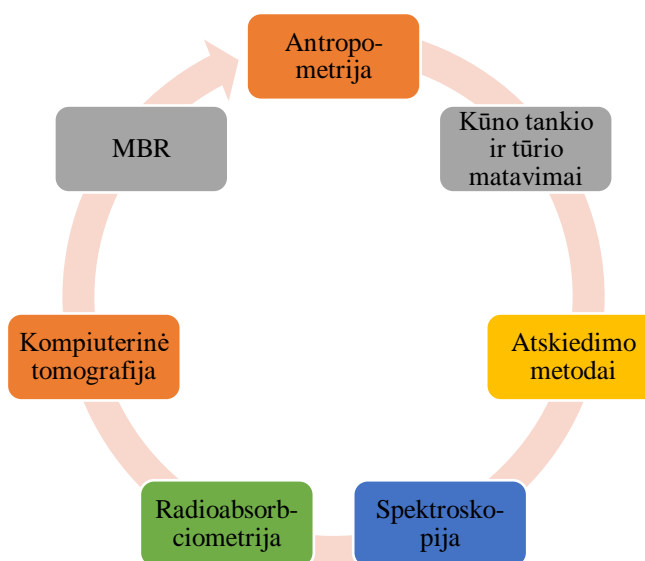 Antropo-
metrija
Kūno tankio
ir tūrio
matavimai
Atskiedimo
metodai
Spektrosko-
pija
Radioabsorb-
ciometrija
Kompiuterinė
tomografija
MBR